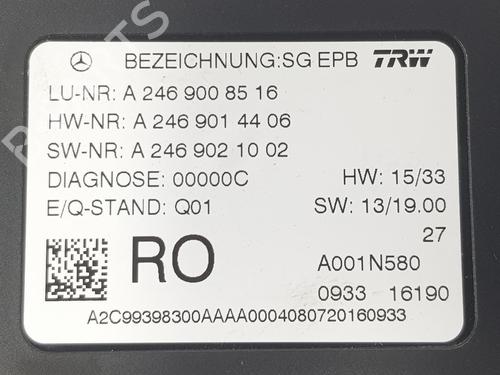 BEZEICHNUNG:SG EPB TRW
LU-NR: A 246 900 85 16
HW-NR: A 246 901 44 06
SW-NR: A 246 902 10 02
DIAGNOSE: 00000C HW: 15/33
E/Q-STAND: Q01 SW: 13/19.00
27
RO A001N580
0933 16190
A2C99398300AAAA0004080720160933